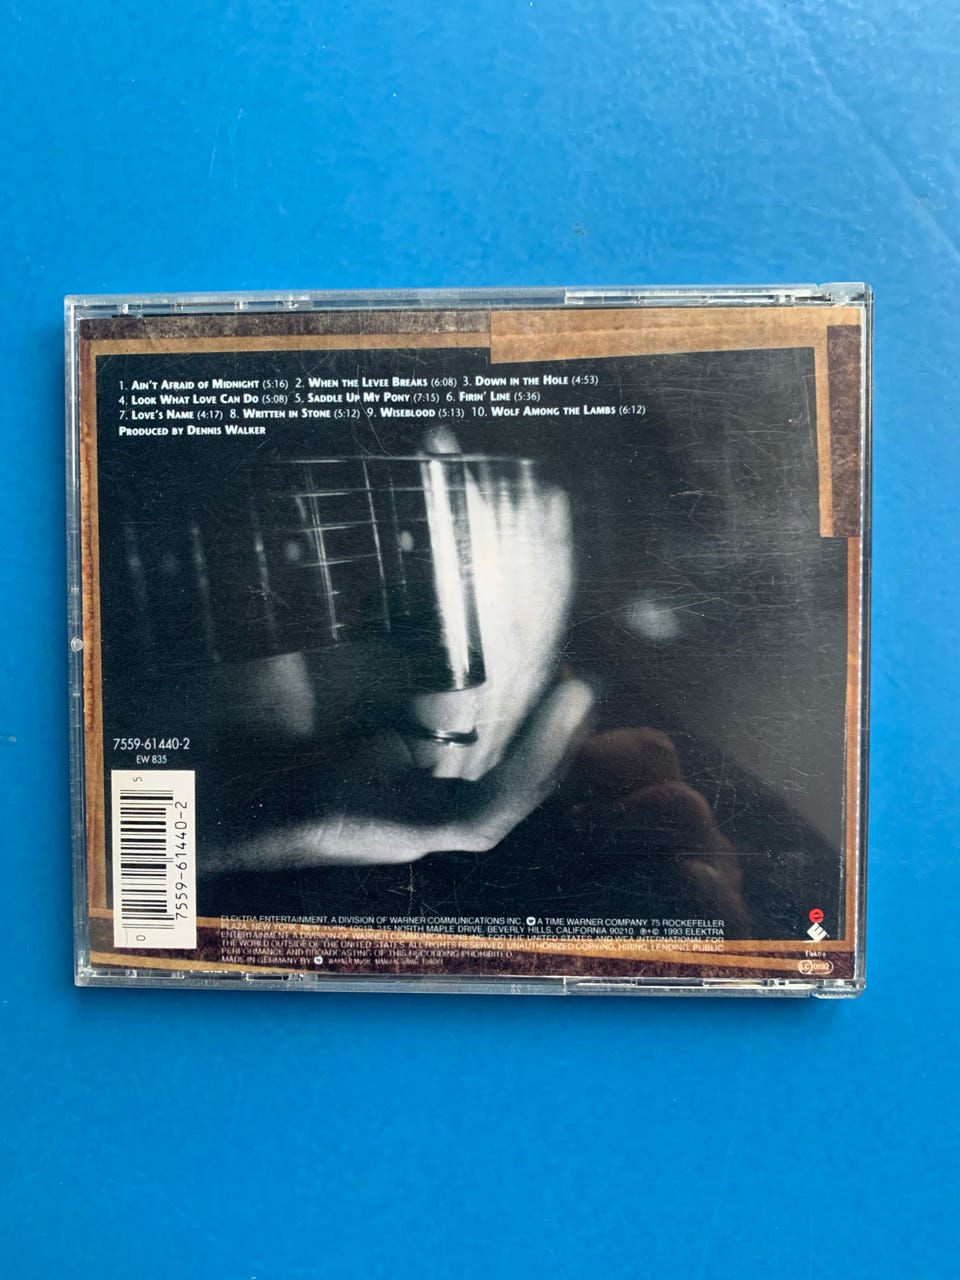 1. Ain't Afraid of Midnight (5:16) 2. When the Levee Breaks (6:08) 3. Down in the Hole (4:53)
4. Look What Love Can Do (5:08) 5. Saddle Up My Pony (7:15) 6. Firin' Line (5:36)
7. Love's Name (4:17) 8. Written in Stone (5:12) 9. Wiseblood (5:13) 10. Wolf Among the Lambs (6:12)
Produced by Dennis Walker
7559-61440-2
EW 835
5
7559-61440-2
0
ELEKTRA ENTERTAINMENT, A DIVISION OF WARNER COMMUNICATIONS INC. A TIME WARNER COMPANY 75 ROCKEFELLER
PLAZA, NEW YORK, NEW YORK 10019, 345 NORTH MAPLE DRIVE, BEVERLY HILLS, CALIFORNIA 90210. ℗+© 1993 ELEKTRA
ENTERTAINMENT A DIVISION OF WARNER COMMUNICATIONS INC. FOR THE UNITED STATES AND WEA INTERNATIONAL FOR
THE WORLD OUTSIDE OF THE UNITED STATES. ALL RIGHTS RESERVED. UNAUTHORIZED COPYING, HIRING, LENDING, PUBLIC
PERFORMANCE AND BROADCASTING OF THIS RECORDING PROHIBITED.
MADE IN GERMANY BY WARNER MUSIC MANUFACTURING EUROPE
Elektra
LC 0192